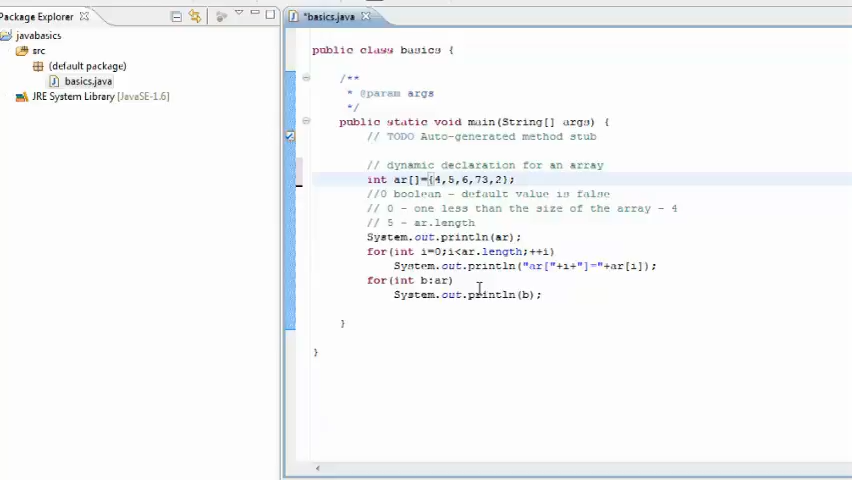 Package Explorer
*basics.java
javabasics
src
(default package)
basics.java
JRE System Library [JavaSE-1.6]
public class basics {
/**
* @param args
*/
public static void main(String[] args) {
// TODO Auto-generated method stub
// dynamic declaration for an array
int ar[]={4,5,6,73,2};
//0 boolean - default value is false
// 0 - one less than the size of the array - 4
// 5 - ar.length
System.out.println(ar);
for(int i=0;i<ar.length;++i)
System.out.println("ar["+i+"]="+ar[i]);
for(int b:ar)
System.out.println(b);
}
}